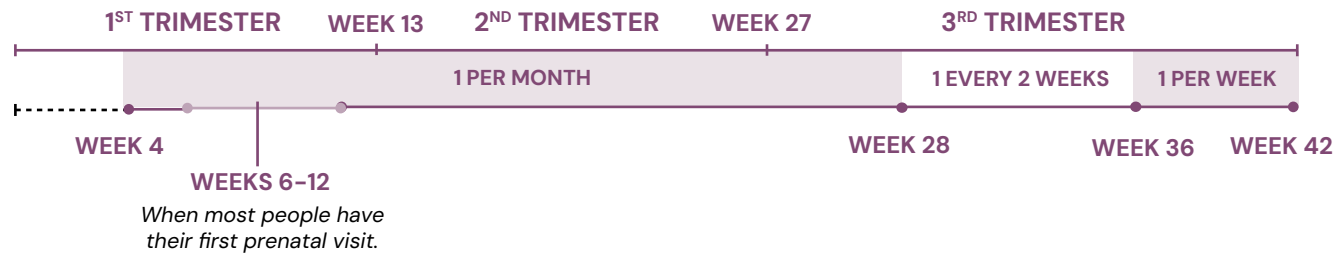 1ST TRIMESTER WEEK 13 2ND TRIMESTER WEEK 27 3RD TRIMESTER
1 PER MONTH 1 EVERY 2 WEEKS 1 PER WEEK
WEEK 4 WEEK 28 WEEK 36 WEEK 42
WEEKS 6–12
When most people have
their first prenatal visit.